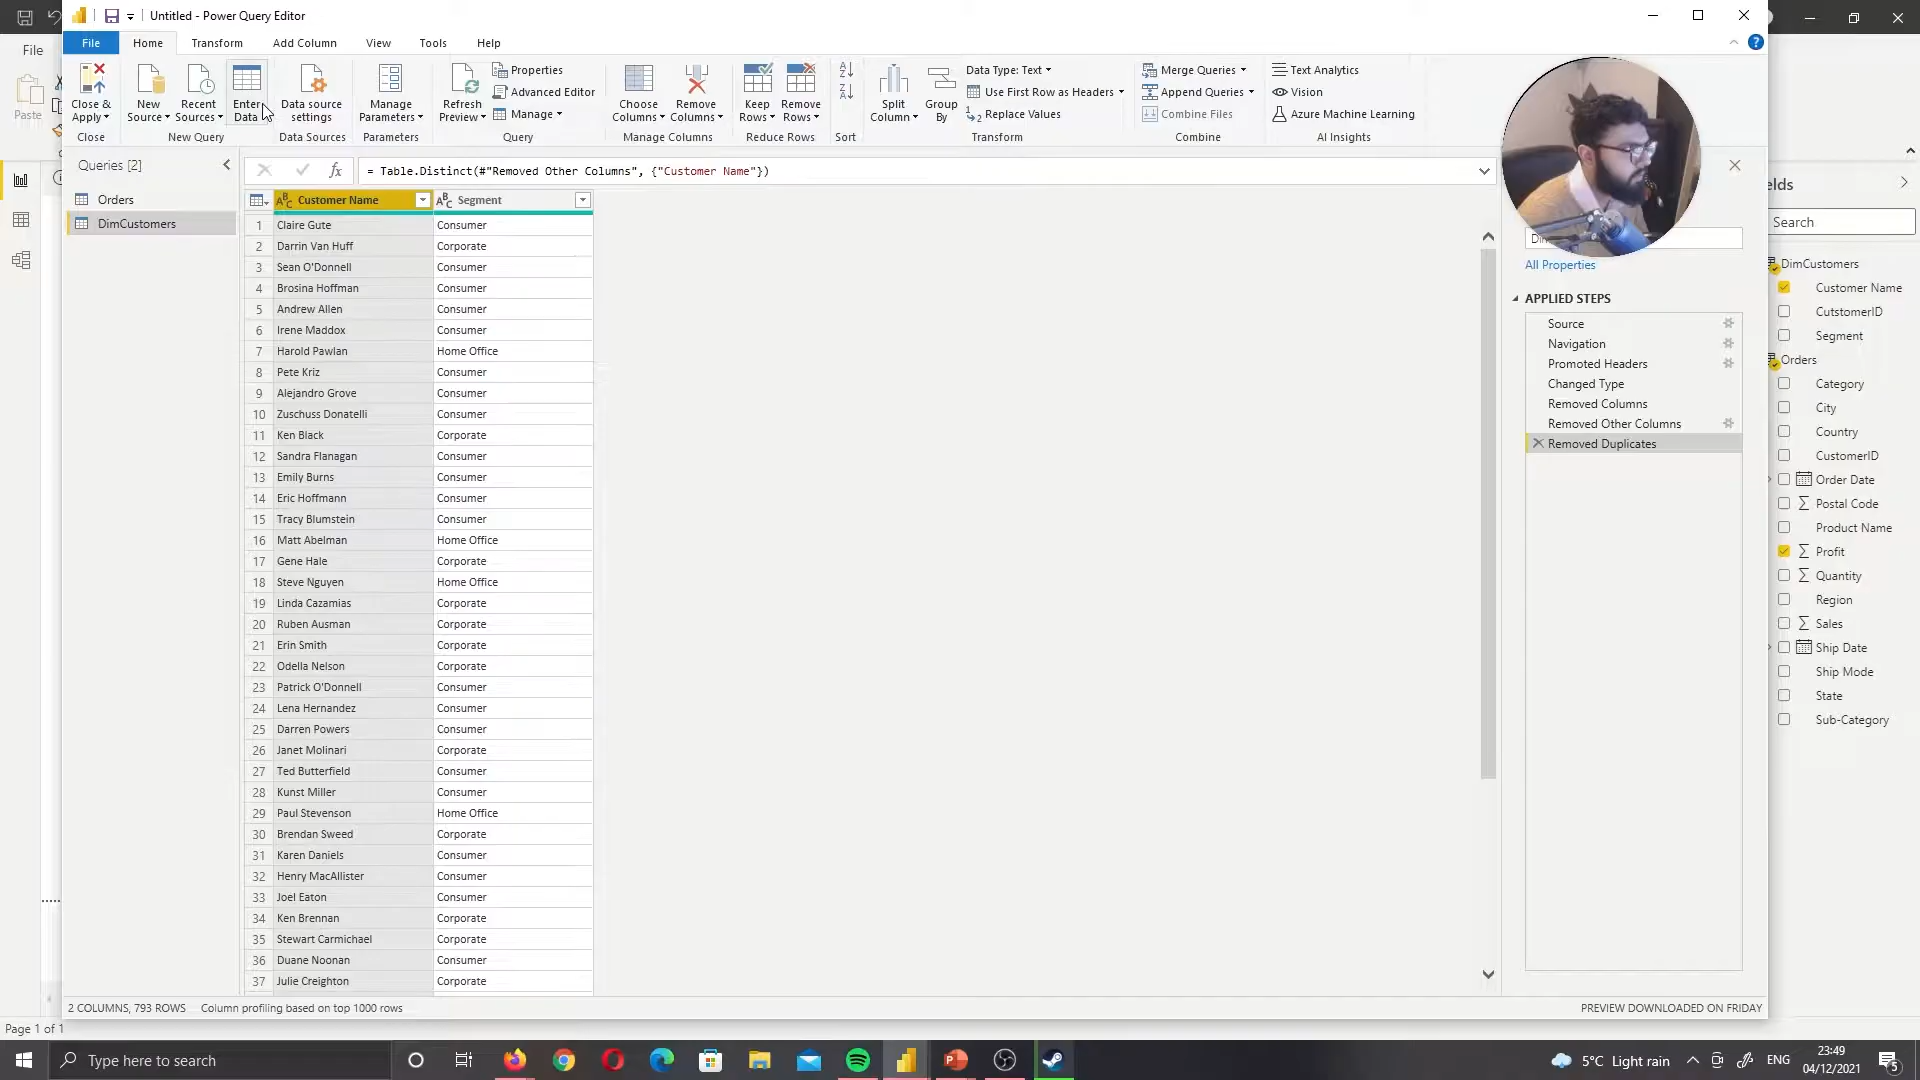 Untitled - Power Query Editor
File
File Home Transform Add Column View Tools Help
Paste
Close & Apply
New Source
Recent Sources
Enter Data
Data source settings
Manage Parameters
Refresh Preview
Properties
Advanced Editor
Manage
Choose Columns
Remove Columns
Keep Rows
Remove Rows
Split Column
Group By
Data Type: Text
Use First Row as Headers
Replace Values
Merge Queries
Append Queries
Combine Files
Text Analytics
Vision
Azure Machine Learning
Close New Query Data Sources Parameters Query Manage Columns Reduce Rows Sort Transform Combine AI Insights
Queries [2]
Orders
DimCustomers
= Table.Distinct(#"Removed Other Columns", {"Customer Name"})
Customer Name Segment
1 Claire Gute Consumer
2 Darrin Van Huff Corporate
3 Sean O'Donnell Consumer
4 Brosina Hoffman Consumer
5 Andrew Allen Consumer
6 Irene Maddox Consumer
7 Harold Pawlan Home Office
8 Pete Kriz Consumer
9 Alejandro Grove Consumer
10 Zuschuss Donatelli Consumer
11 Ken Black Corporate
12 Sandra Flanagan Consumer
13 Emily Burns Consumer
14 Eric Hoffmann Consumer
15 Tracy Blumstein Consumer
16 Matt Abelman Home Office
17 Gene Hale Corporate
18 Steve Nguyen Home Office
19 Linda Cazamias Corporate
20 Ruben Ausman Corporate
21 Erin Smith Corporate
22 Odella Nelson Corporate
23 Patrick O'Donnell Consumer
24 Lena Hernandez Consumer
25 Darren Powers Consumer
26 Janet Molinari Corporate
27 Ted Butterfield Consumer
28 Kunst Miller Consumer
29 Paul Stevenson Home Office
30 Brendan Sweed Corporate
31 Karen Daniels Consumer
32 Henry MacAllister Consumer
33 Joel Eaton Consumer
34 Ken Brennan Corporate
35 Stewart Carmichael Corporate
36 Duane Noonan Consumer
37 Julie Creighton Corporate
All Properties
APPLIED STEPS
Source
Navigation
Promoted Headers
Changed Type
Removed Columns
Removed Other Columns
Removed Duplicates
Search
DimCustomers
Customer Name
CutstomerID
Segment
Orders
Category
City
Country
CustomerID
Order Date
Postal Code
Product Name
Profit
Quantity
Region
Sales
Ship Date
Ship Mode
State
Sub-Category
2 COLUMNS, 793 ROWS Column profiling based on top 1000 rows
PREVIEW DOWNLOADED ON FRIDAY
Page 1 of 1
Type here to search
5°C Light rain
ENG
23:49
04/12/2021
5